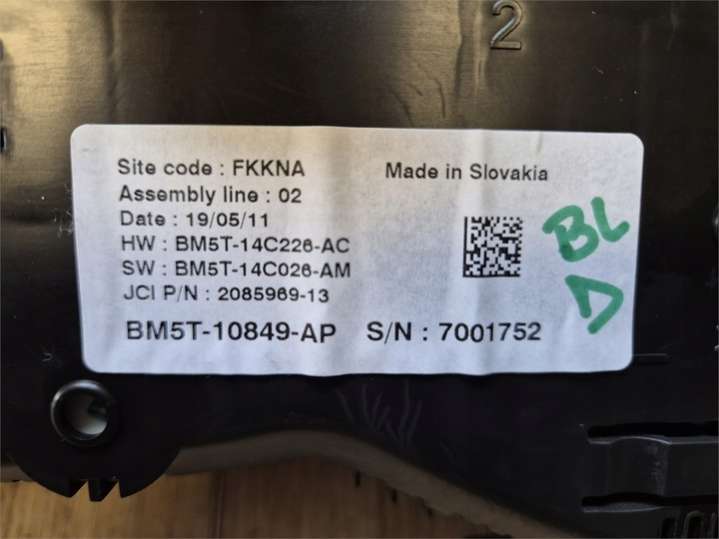 2
Site code : FKKNA
Made in Slovakia
Assembly line : 02
Date : 19/05/11
HW : BM5T-14C226-AC
SW : BM5T-14C026-AM
JCI P/N : 2085969-13
BM5T-10849-AP S/N : 7001752
BL
D